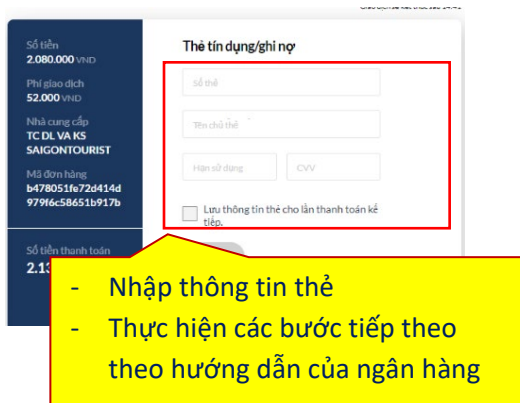 Số tiền
2.080.000 VND
Phí giao dịch
52.000 VND
Nhà cung cấp
TC DL VA KS
SAIGONTOURIST
Mã đơn hàng
b478051fe72d414d
979f6c58651b917b
Số tiền thanh toán
2.13
Thẻ tín dụng/ghi nợ
Số thẻ
Tên chủ thẻ
Hạn sử dụng
CVV
Lưu thông tin thẻ cho lần thanh toán kế
tiếp.
- Nhập thông tin thẻ
- Thực hiện các bước tiếp theo
theo hướng dẫn của ngân hàng